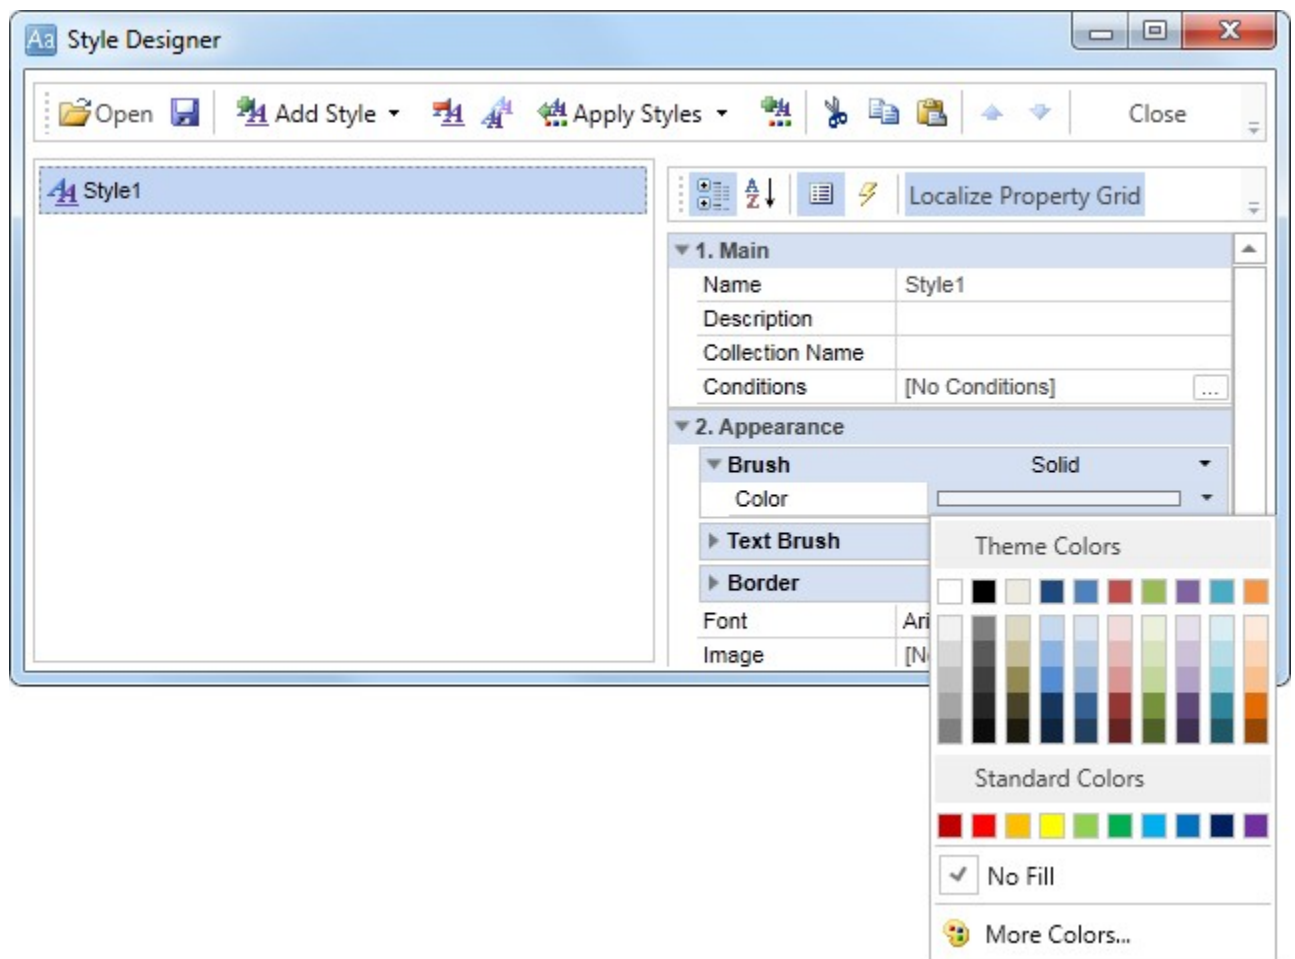 Aa Style Designer
Open Add Style Apply Styles Close
Style1
Localize Property Grid
1. Main
Name Style1
Description
Collection Name
Conditions [No Conditions] ...
2. Appearance
Brush Solid
Color
Text Brush
Border
Font Ari
Image [N
Theme Colors
Standard Colors
No Fill
More Colors...